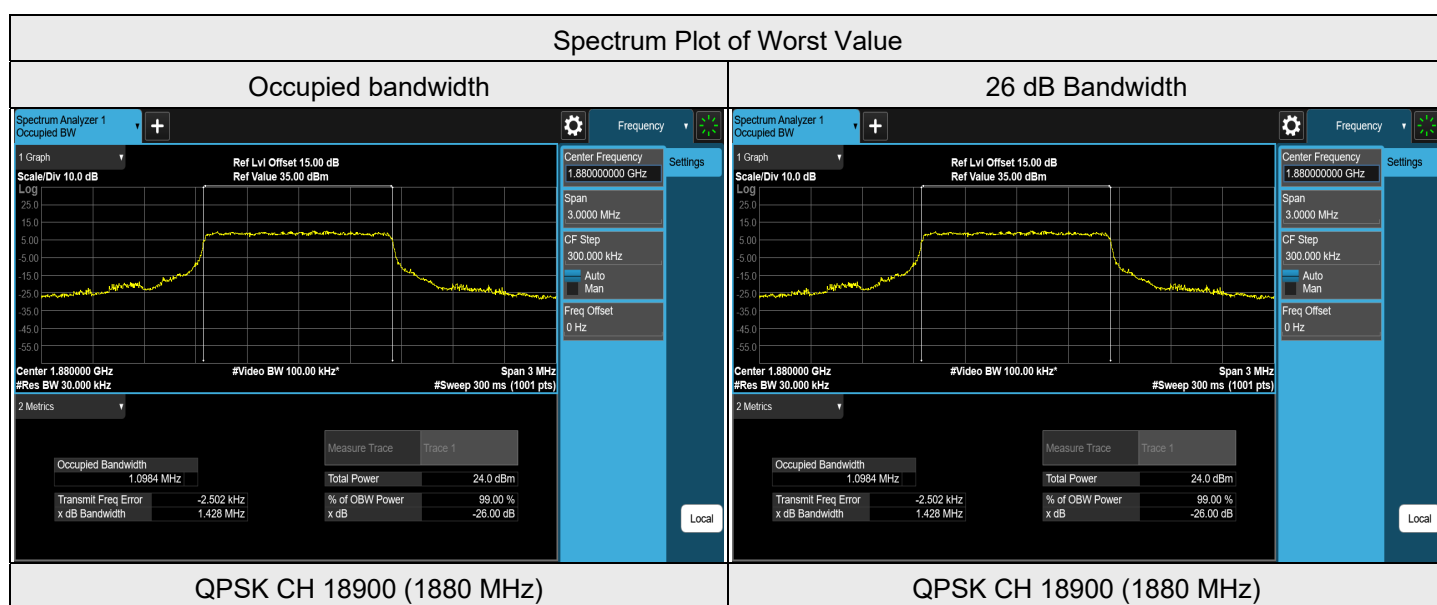 Spectrum Plot of Worst Value
Occupied bandwidth
26 dB Bandwidth
Spectrum Analyzer 1
Occupied BW
+
Frequency
1 Graph
Scale/Div 10.0 dB
Ref Lvl Offset 15.00 dB
Ref Value 35.00 dBm
Log
25.0
15.0
5.00
-5.00
-15.0
-25.0
-35.0
-45.0
-55.0
Center 1.880000 GHz
#Video BW 100.00 kHz*
Span 3 MHz
#Res BW 30.000 kHz
#Sweep 300 ms (1001 pts)
Center Frequency
1.880000000 GHz
Settings
Span
3.0000 MHz
CF Step
300.000 kHz
Auto
Man
Freq Offset
0 Hz
2 Metrics
Measure Trace Trace 1
Occupied Bandwidth
1.0984 MHz
Total Power 24.0 dBm
Transmit Freq Error -2.502 kHz
% of OBW Power 99.00 %
x dB Bandwidth 1.428 MHz
x dB -26.00 dB
Local
Spectrum Analyzer 1
Occupied BW
+
Frequency
1 Graph
Scale/Div 10.0 dB
Ref Lvl Offset 15.00 dB
Ref Value 35.00 dBm
Log
25.0
15.0
5.00
-5.00
-15.0
-25.0
-35.0
-45.0
-55.0
Center 1.880000 GHz
#Video BW 100.00 kHz*
Span 3 MHz
#Res BW 30.000 kHz
#Sweep 300 ms (1001 pts)
Center Frequency
1.880000000 GHz
Settings
Span
3.0000 MHz
CF Step
300.000 kHz
Auto
Man
Freq Offset
0 Hz
2 Metrics
Measure Trace Trace 1
Occupied Bandwidth
1.0984 MHz
Total Power 24.0 dBm
Transmit Freq Error -2.502 kHz
% of OBW Power 99.00 %
x dB Bandwidth 1.428 MHz
x dB -26.00 dB
Local
QPSK CH 18900 (1880 MHz)
QPSK CH 18900 (1880 MHz)